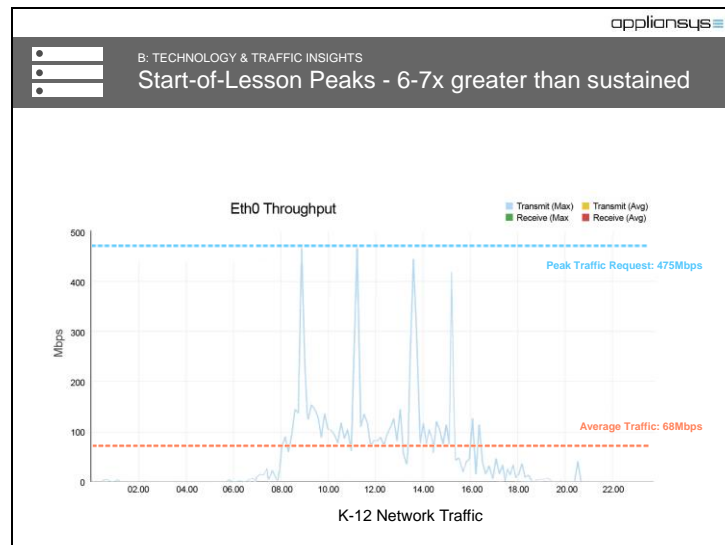 appliansys
B: TECHNOLOGY & TRAFFIC INSIGHTS
Start-of-Lesson Peaks - 6-7x greater than sustained
Eth0 Throughput
Transmit (Max) Transmit (Avg)
Receive (Max Receive (Avg)
500
Peak Traffic Request: 475Mbps
400
300
Mbps
200
Average Traffic: 68Mbps
100
0
02.00 04.00 06.00 08.00 10.00 12.00 14.00 16.00 18.00 20.00 22.00
K-12 Network Traffic